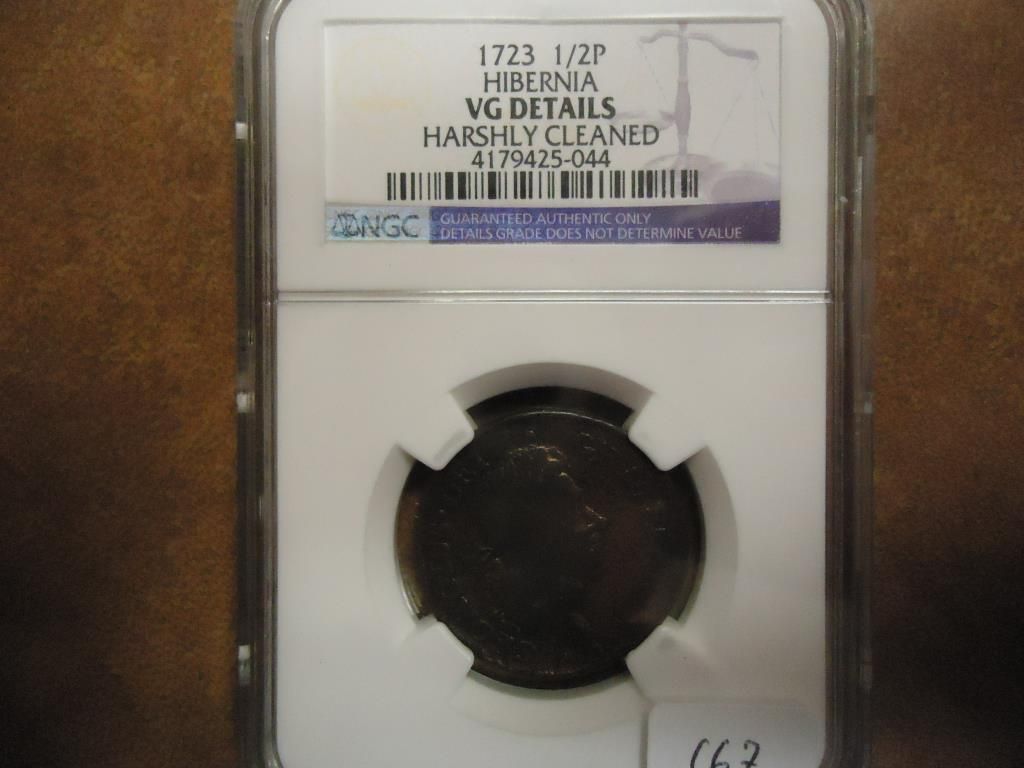 1723 1/2P
HIBERNIA
VG DETAILS
HARSHLY CLEANED
4179425-044
NGC GUARANTEED AUTHENTIC ONLY
DETAILS GRADE DOES NOT DETERMINE VALUE